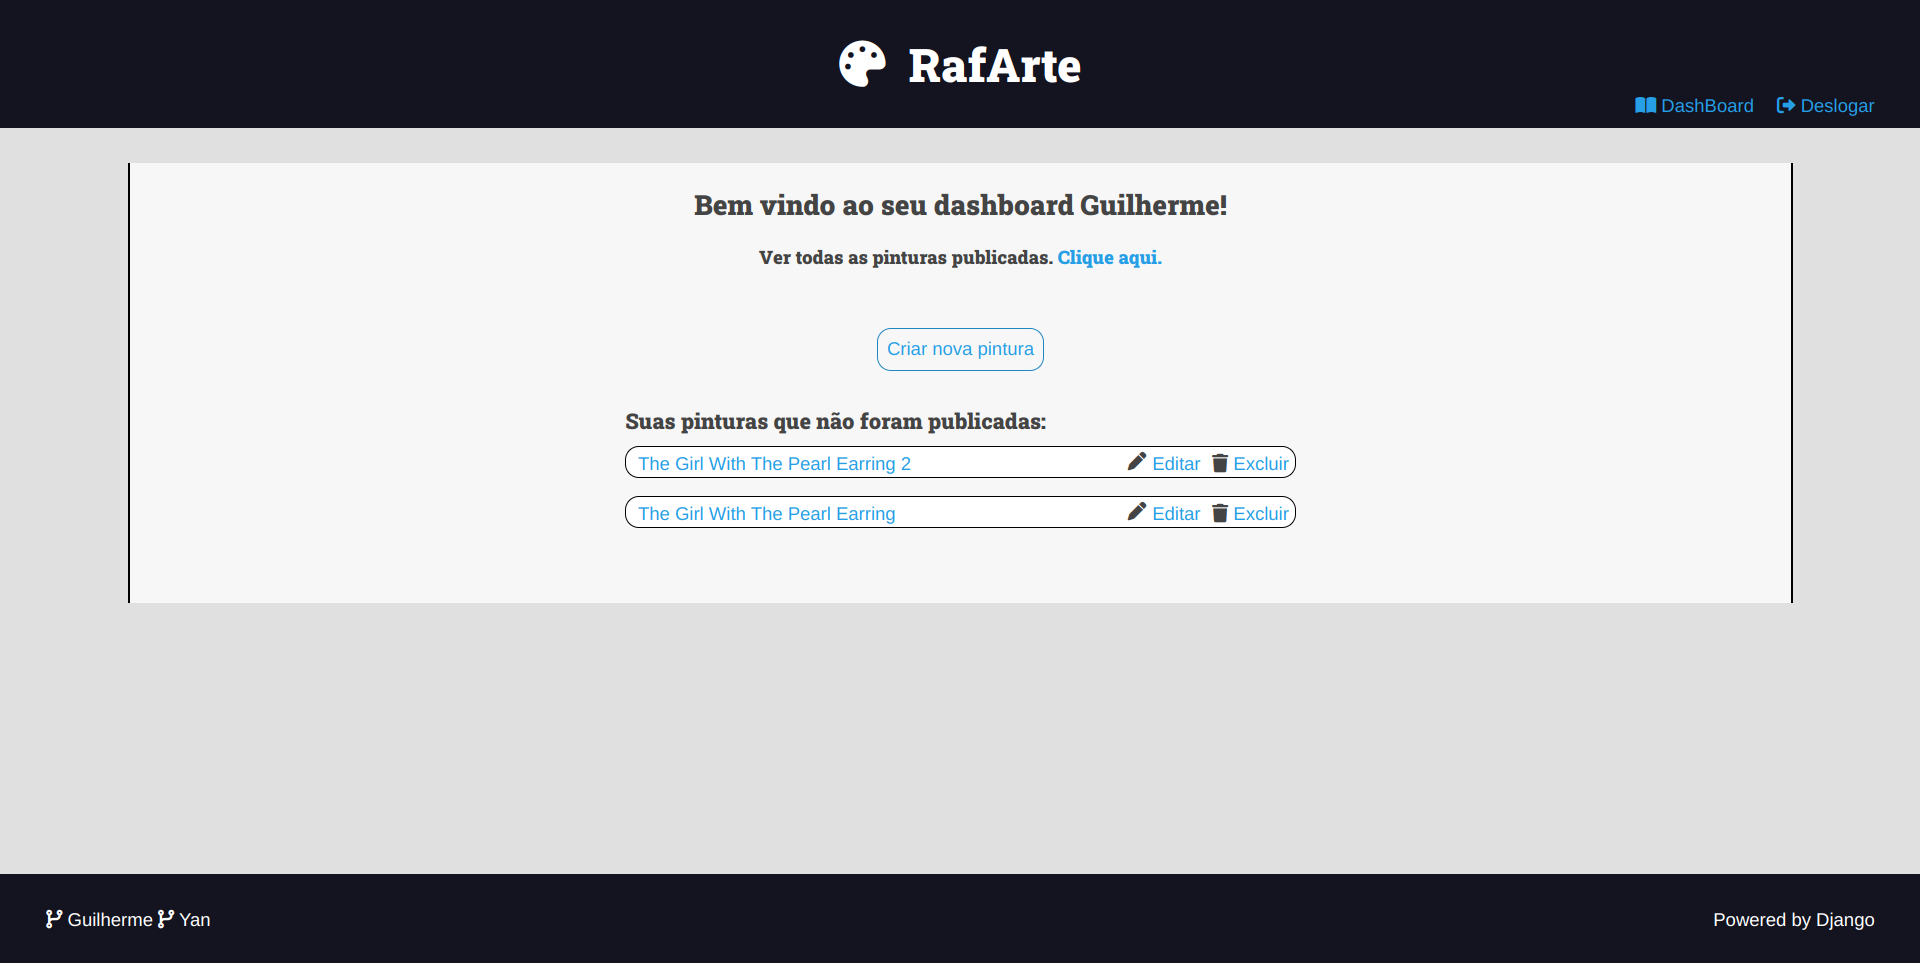 RafArte
DashBoard Deslogar
Bem vindo ao seu dashboard Guilherme!
Ver todas as pinturas publicadas. Clique aqui.
Criar nova pintura
Suas pinturas que não foram publicadas:
The Girl With The Pearl Earring 2 Editar Excluir
The Girl With The Pearl Earring Editar Excluir
Guilherme Yan Powered by Django